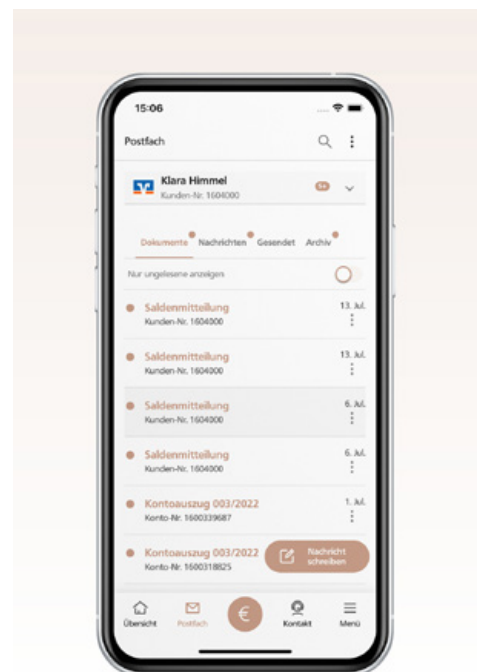 15:06
Postfach
Klara Himmel
Kunden-Nr. 1604000
Dokumente Nachrichten Gesendet Archiv
Nur ungelesene anzeigen
Saldenmitteilung 13. Jul.
Kunden-Nr. 1604000
Saldenmitteilung 13. Jul.
Kunden-Nr. 1604000
Saldenmitteilung 6. Jul.
Kunden-Nr. 1604000
Saldenmitteilung 6. Jul.
Kunden-Nr. 1604000
Kontoauszug 003/2022 1. Jul.
Konto-Nr. 1600339687
Kontoauszug 003/2022
Konto-Nr. 1600318825
Nachricht
schreiben
Übersicht Postfach € Kontakt Menü